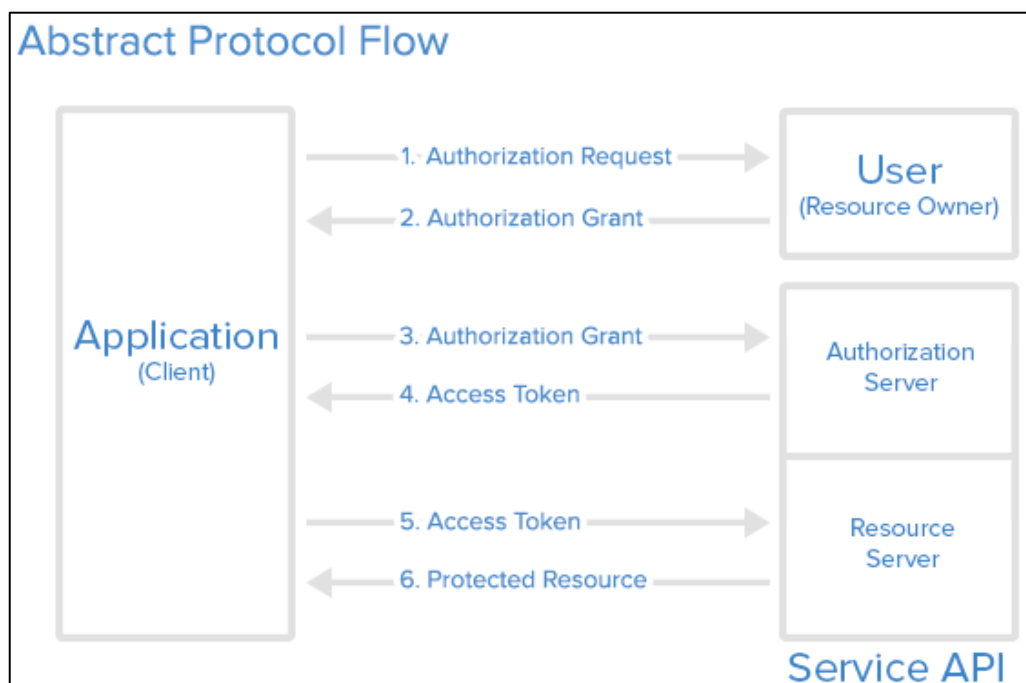 Abstract Protocol Flow
1. Authorization Request
User
(Resource Owner)
2. Authorization Grant
Application
(Client)
3. Authorization Grant
Authorization
Server
4. Access Token
5. Access Token
Resource
Server
6. Protected Resource
Service API